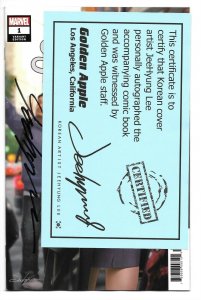 MARVEL
1
VARIANT
EDITION
This certificate is to
certify that Korean cover
artist JeeHyung Lee
personally autographed the
accompanying comic book
and was witnessed by
Golden Apple staff.
Golden Apple
Los Angeles, California
KOREAN ARTIST JEEHYUNG LEE
CERTIFIED